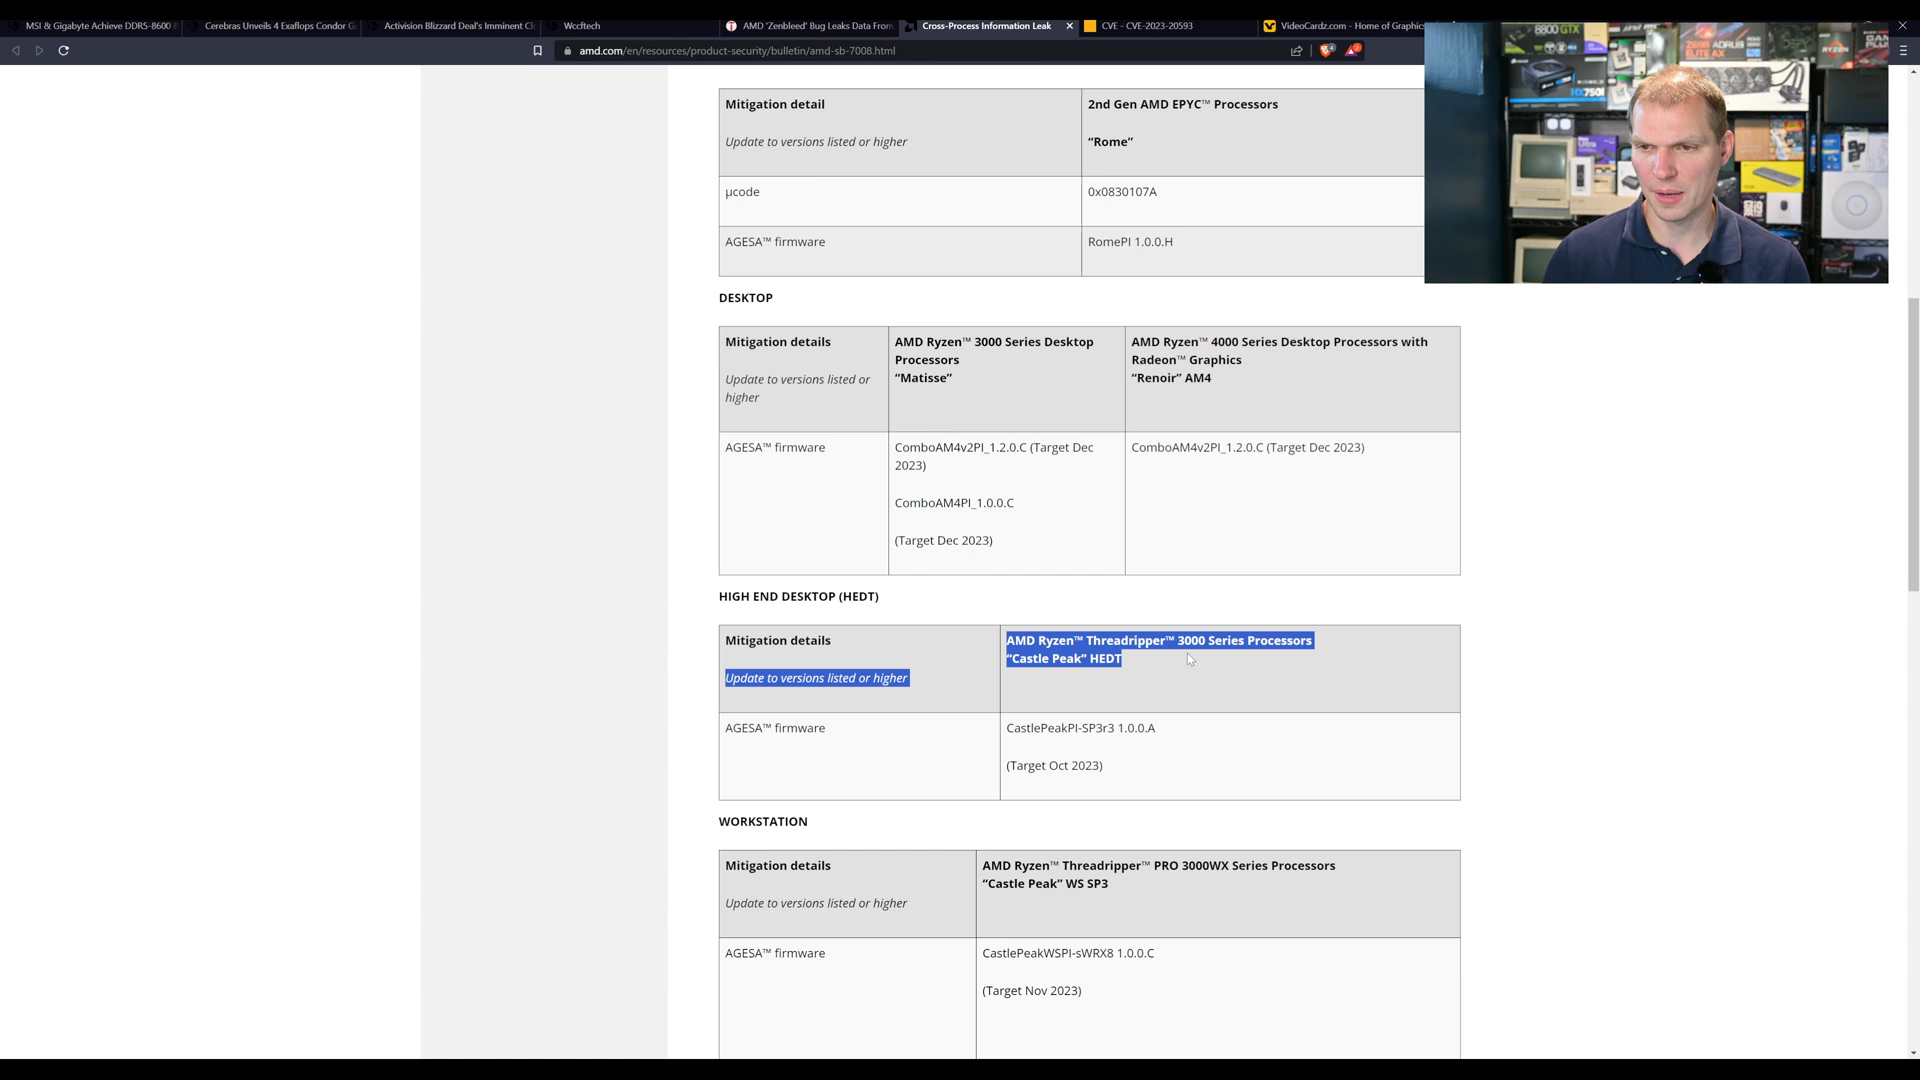 MSI & Gigabyte Achieve DDR5-8600
Cerebras Unveils 4 Exaflops Condor G
Activision Blizzard Deal's Imminent Cl
Wccftech
AMD 'Zenbleed' Bug Leaks Data From
Cross-Process Information Leak
CVE - CVE-2023-20593
VideoCardz.com - Home of Graphics
amd.com/en/resources/product-security/bulletin/amd-sb-7008.html
Mitigation detail
Update to versions listed or higher
2nd Gen AMD EPYC™ Processors
“Rome”
µcode
0x0830107A
AGESA™ firmware
RomePI 1.0.0.H
DESKTOP
Mitigation details
Update to versions listed or
higher
AMD Ryzen™ 3000 Series Desktop
Processors
“Matisse”
AMD Ryzen™ 4000 Series Desktop Processors with
Radeon™ Graphics
“Renoir” AM4
AGESA™ firmware
ComboAM4v2PI_1.2.0.C (Target Dec
2023)
ComboAM4PI_1.0.0.C
(Target Dec 2023)
ComboAM4v2PI_1.2.0.C (Target Dec 2023)
HIGH END DESKTOP (HEDT)
Mitigation details
Update to versions listed or higher
AMD Ryzen™ Threadripper™ 3000 Series Processors
“Castle Peak” HEDT
AGESA™ firmware
CastlePeakPI-SP3r3 1.0.0.A
(Target Oct 2023)
WORKSTATION
Mitigation details
Update to versions listed or higher
AMD Ryzen™ Threadripper™ PRO 3000WX Series Processors
“Castle Peak” WS SP3
AGESA™ firmware
CastlePeakWSPI-sWRX8 1.0.0.C
(Target Nov 2023)
8800 GTX
HX750i
ELITE AX
RYZEN